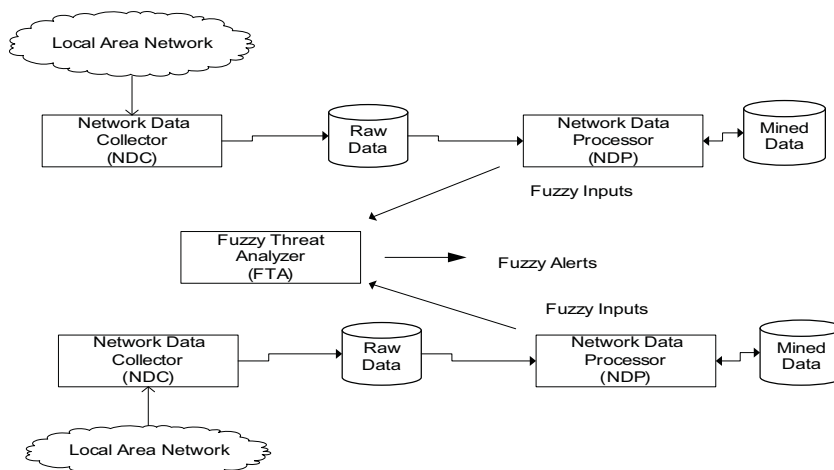 Local Area Network
Network Data
Collector
(NDC)
Raw
Data
Network Data
Processor
(NDP)
Mined
Data
Fuzzy Inputs
Fuzzy Threat
Analyzer
(FTA)
Fuzzy Alerts
Fuzzy Inputs
Network Data
Collector
(NDC)
Raw
Data
Network Data
Processor
(NDP)
Mined
Data
Local Area Network